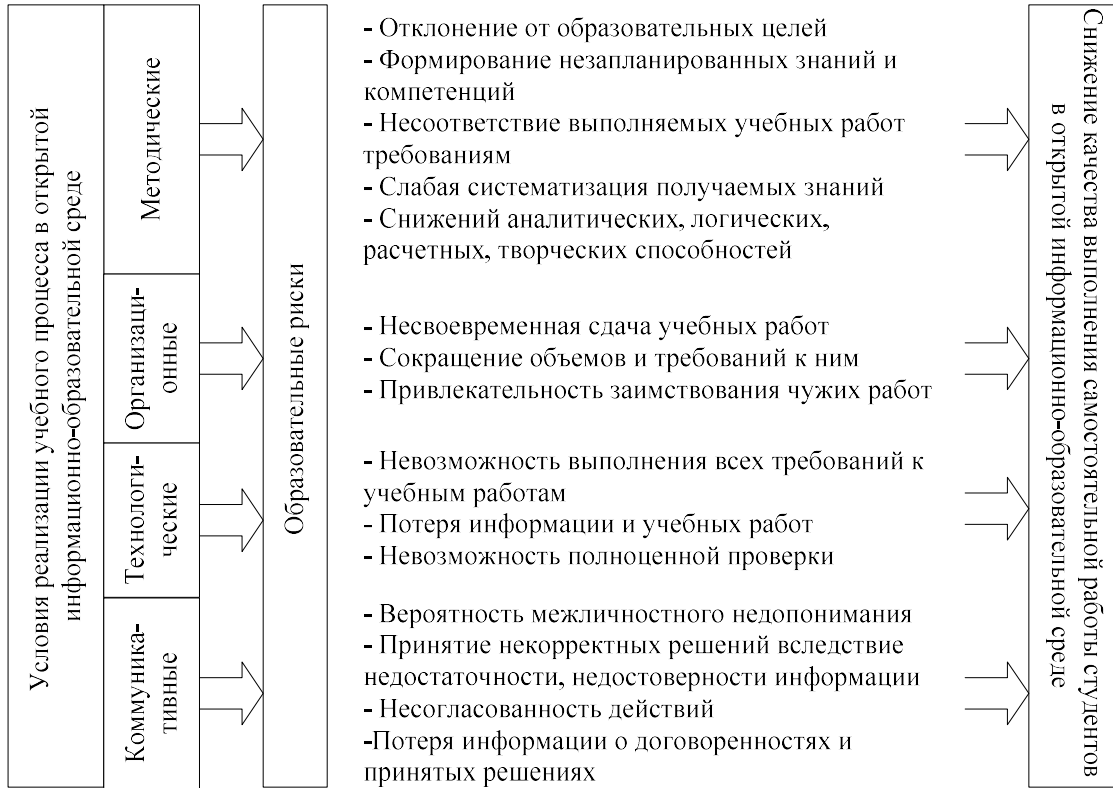 Условия реализации учебного процесса в открытой
информационно-образовательной среде
Методические
Организаци-
онные
Технологи-
ческие
Коммуника-
тивные
Образовательные риски
- Отклонение от образовательных целей
- Формирование незапланированных знаний и
компетенций
- Несоответствие выполняемых учебных работ
требованиям
- Слабая систематизация получаемых знаний
- Снижений аналитических, логических,
расчетных, творческих способностей
- Несвоевременная сдача учебных работ
- Сокращение объемов и требований к ним
- Привлекательность заимствования чужих работ
- Невозможность выполнения всех требований к
учебным работам
- Потеря информации и учебных работ
- Невозможность полноценной проверки
- Вероятность межличностного недопонимания
- Принятие некорректных решений вследствие
недостаточности, недостоверности информации
- Несогласованность действий
-Потеря информации о договоренностях и
принятых решениях
Снижение качества выполнения самостоятельной работы студентов
в открытой информационно-образовательной среде